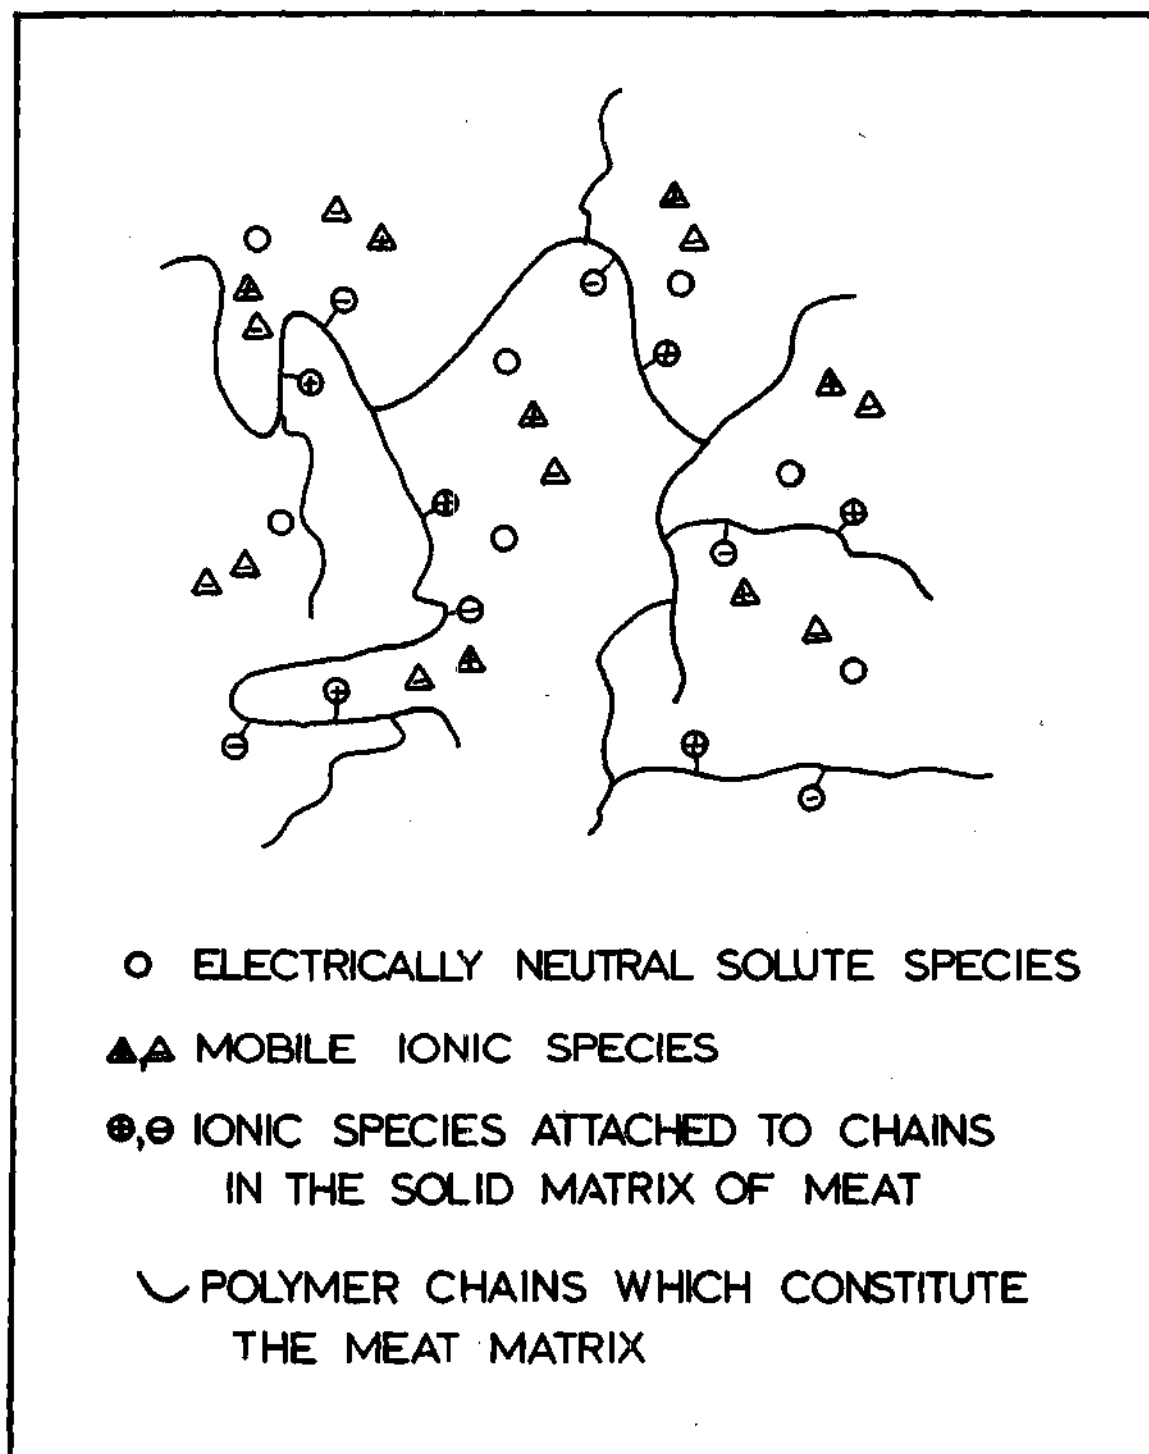 ○ ELECTRICALLY NEUTRAL SOLUTE SPECIES
▲,△ MOBILE IONIC SPECIES
⊕,⊖ IONIC SPECIES ATTACHED TO CHAINS
IN THE SOLID MATRIX OF MEAT
POLYMER CHAINS WHICH CONSTITUTE
THE MEAT MATRIX